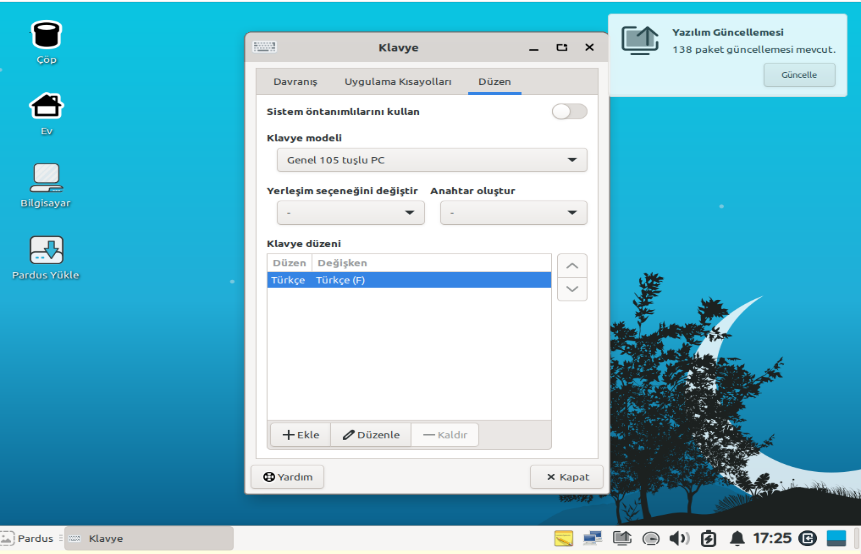 Çöp
Ev
Bilgisayar
Pardus Yükle
Klavye
Davranış Uygulama Kısayolları Düzen
Sistem öntanımlılarını kullan
Klavye modeli
Genel 105 tuşlu PC
Yerleşim seçeneğini değiştir Anahtar oluştur
- -
Klavye düzeni
Düzen Değişken
Türkçe Türkçe (F)
Ekle Düzenle Kaldır
Yardım Kapat
Yazılım Güncellemesi
138 paket güncellemesi mevcut.
Güncelle
Pardus Klavye 17:25